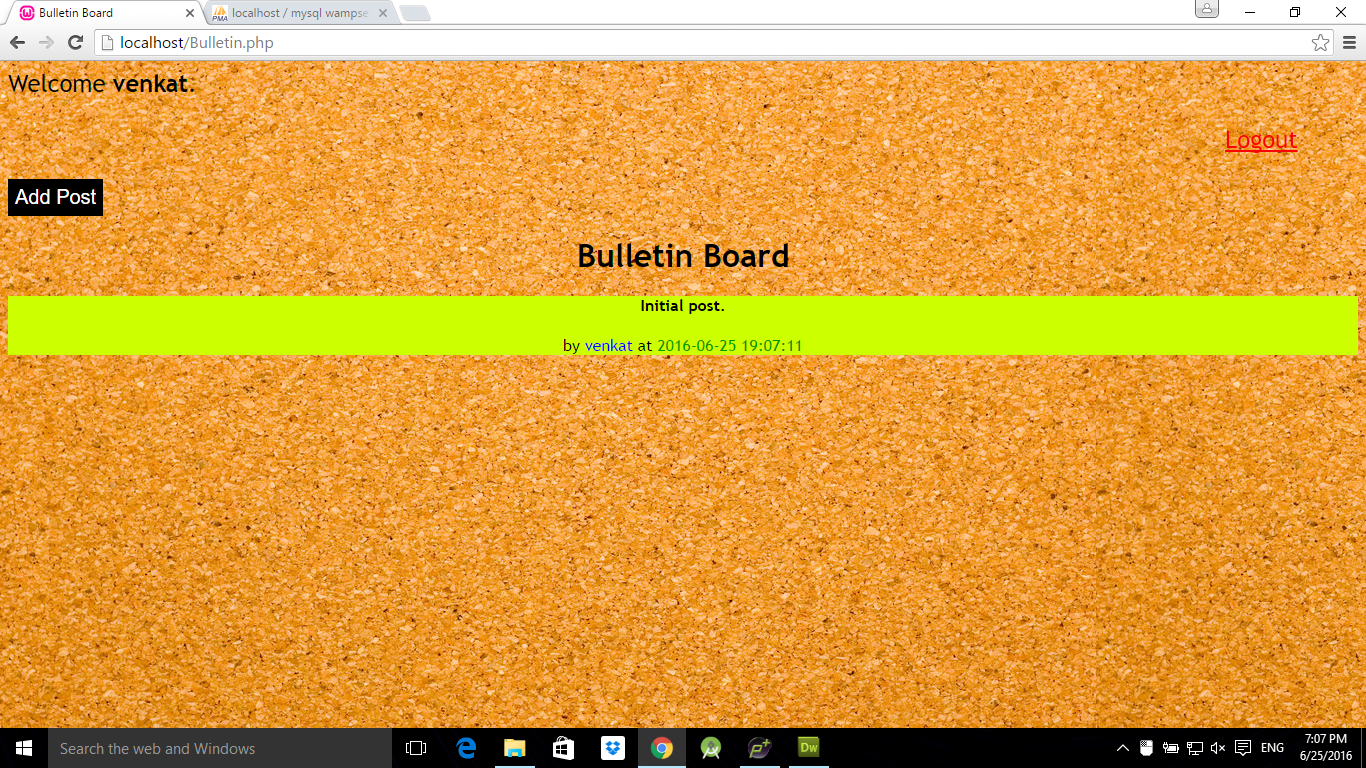 Bulletin Board
localhost / mysql wampse
localhost/Bulletin.php
Welcome venkat.
Logout
Add Post
Bulletin Board
Initial post.
by venkat at 2016-06-25 19:07:11
Search the web and Windows
Dw
ENG
7:07 PM
6/25/2016